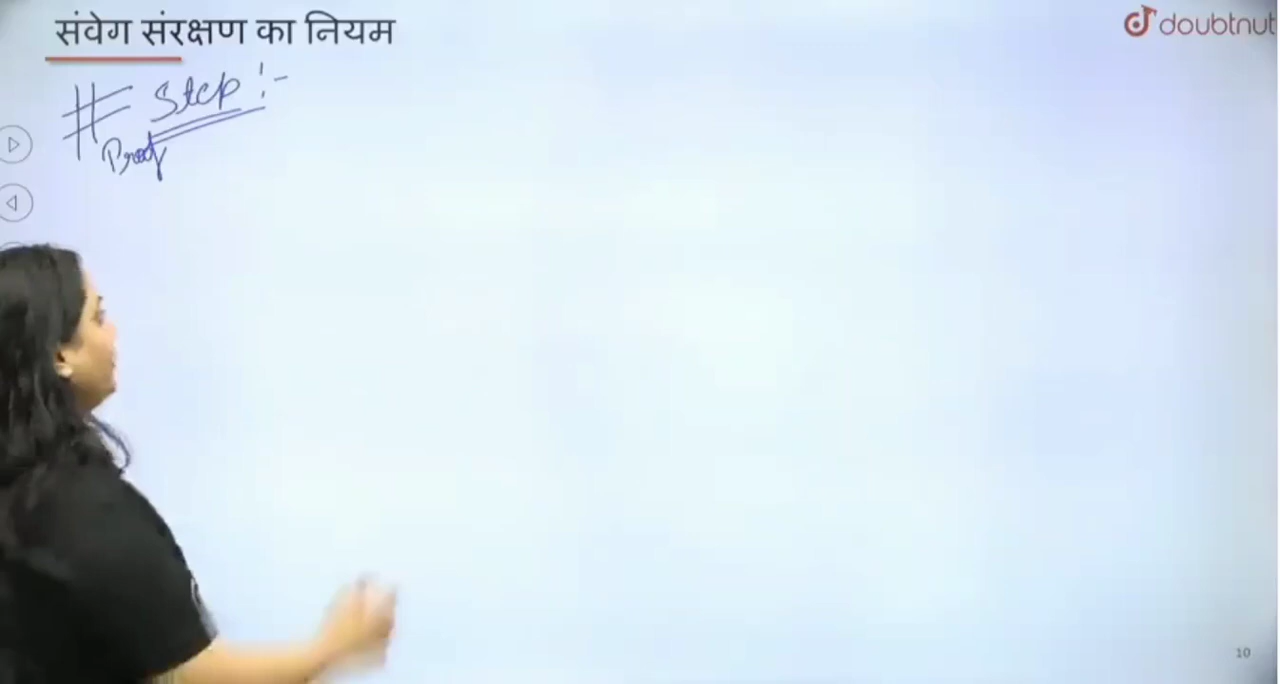 संवेग संरक्षण का नियम
doubtnut
# Step :-
Proof
10